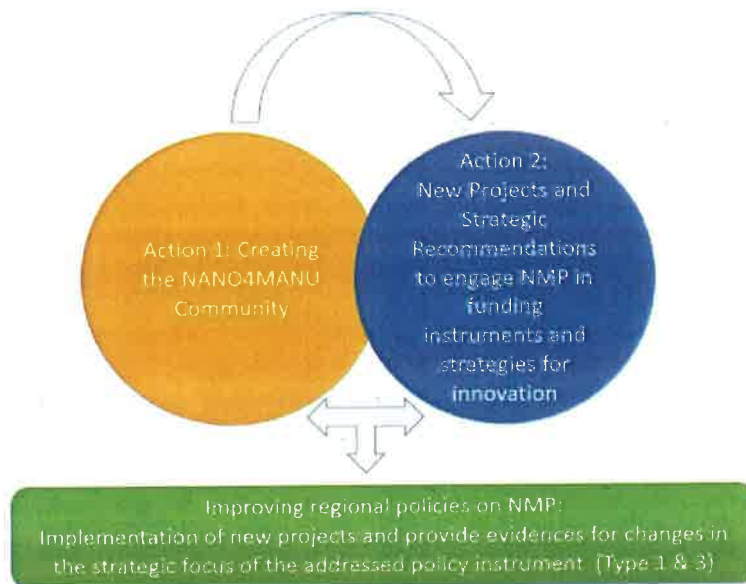 Action 1: Creating
the NANO4MANU
Community
Action 2:
New Projects and
Strategic
Recommendations
to engage NMP in
funding
instruments and
strategies for
innovation
Improving regional policies on NMP:
Implementation of new projects and provide evidences for changes in
the strategic focus of the addressed policy instrument (Type 1 & 3)